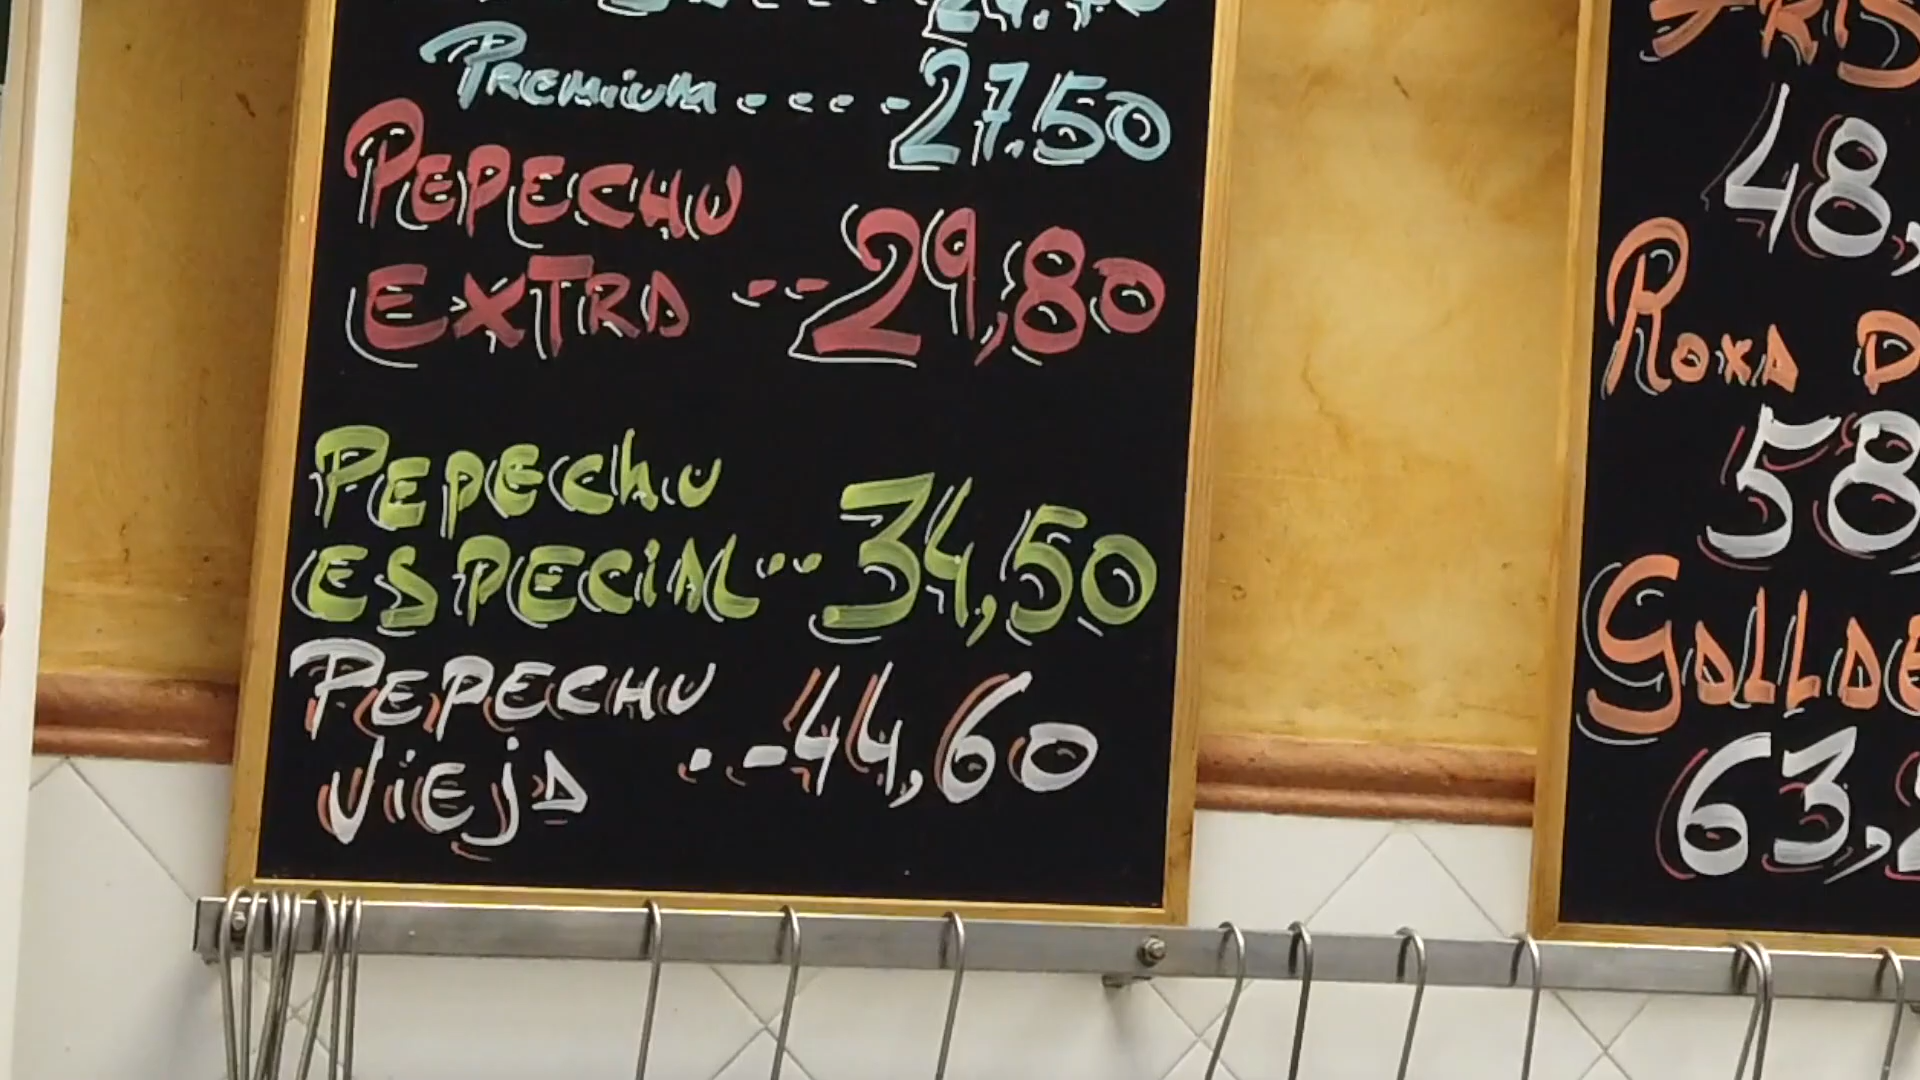 Premium ---- 27.50
PEPECHU
EXTRA -- 29,80
PEPEChu
ESPECIAL -- 34,50
PEPECHU
ViEjA --- 44,60
48,
ROXA D
58
GALLAE
63,